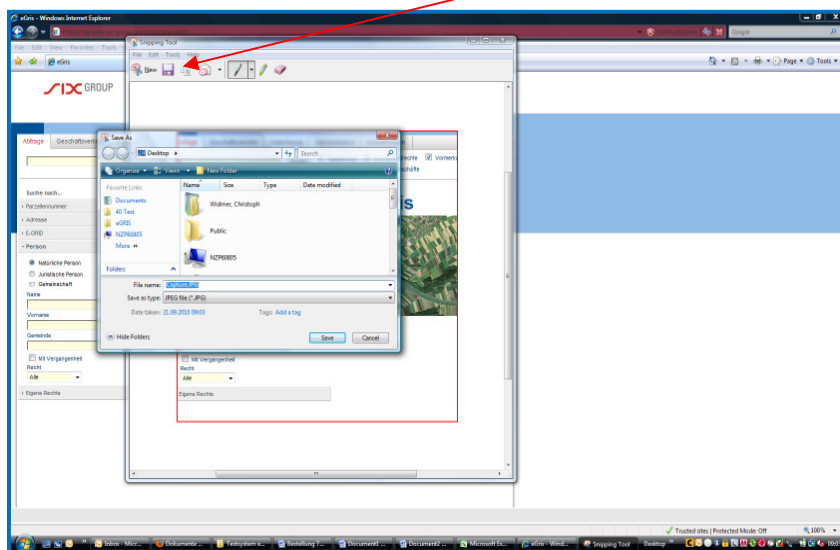 eGris - Windows Internet Explorer
Certificate Error
Google
File Edit View Favorites Tools
eGris
Page
Tools
SIX GROUP
Snipping Tool
File Edit Tools Help
New
Abfrage
Suche nach...
Parzellennummer
Adresse
E-GRID
Person
Natürliche Person
Juristische Person
Gemeinschaft
Name
Vorname
Gemeinde
Mit Vergangenheit
Recht
Alle
Eigene Rechte
Save As
Desktop
Search
Organize Views New Folder
Favorite Links
Documents
40 Test
eGRIS
NZP60805
More
Folders
Name Size Type Date modified
Widmer, Christoph
Public
NZP60805
File name: Capture.JPG
Save as type: JPEG file (*.JPG)
Date taken: 21.09.2010 09:03
Tags: Add a tag
Hide Folders
Save
Cancel
Mit Vergangenheit
Recht
Alle
Eigene Rechte
Trusted sites | Protected Mode: Off
100%
Inbox - Micr...
Dokumente ...
Testsystem e...
Bestellung T...
Document1 ...
Document2 ...
Microsoft Ex...
eGris - Wind...
Snipping Tool
Desktop